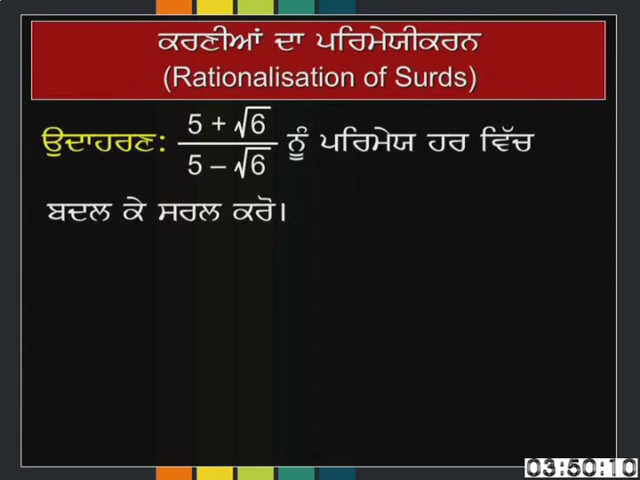 ਕਰਣੀਆਂ ਦਾ ਪਰਿਮੇਯੀਕਰਨ
(Rationalisation of Surds)
ਉਦਾਹਰਣ: (5 + √6)/(5 – √6) ਨੂੰ ਪਰਿਮੇਯ ਹਰ ਵਿੱਚ
ਬਦਲ ਕੇ ਸਰਲ ਕਰੋ।
03:50:10